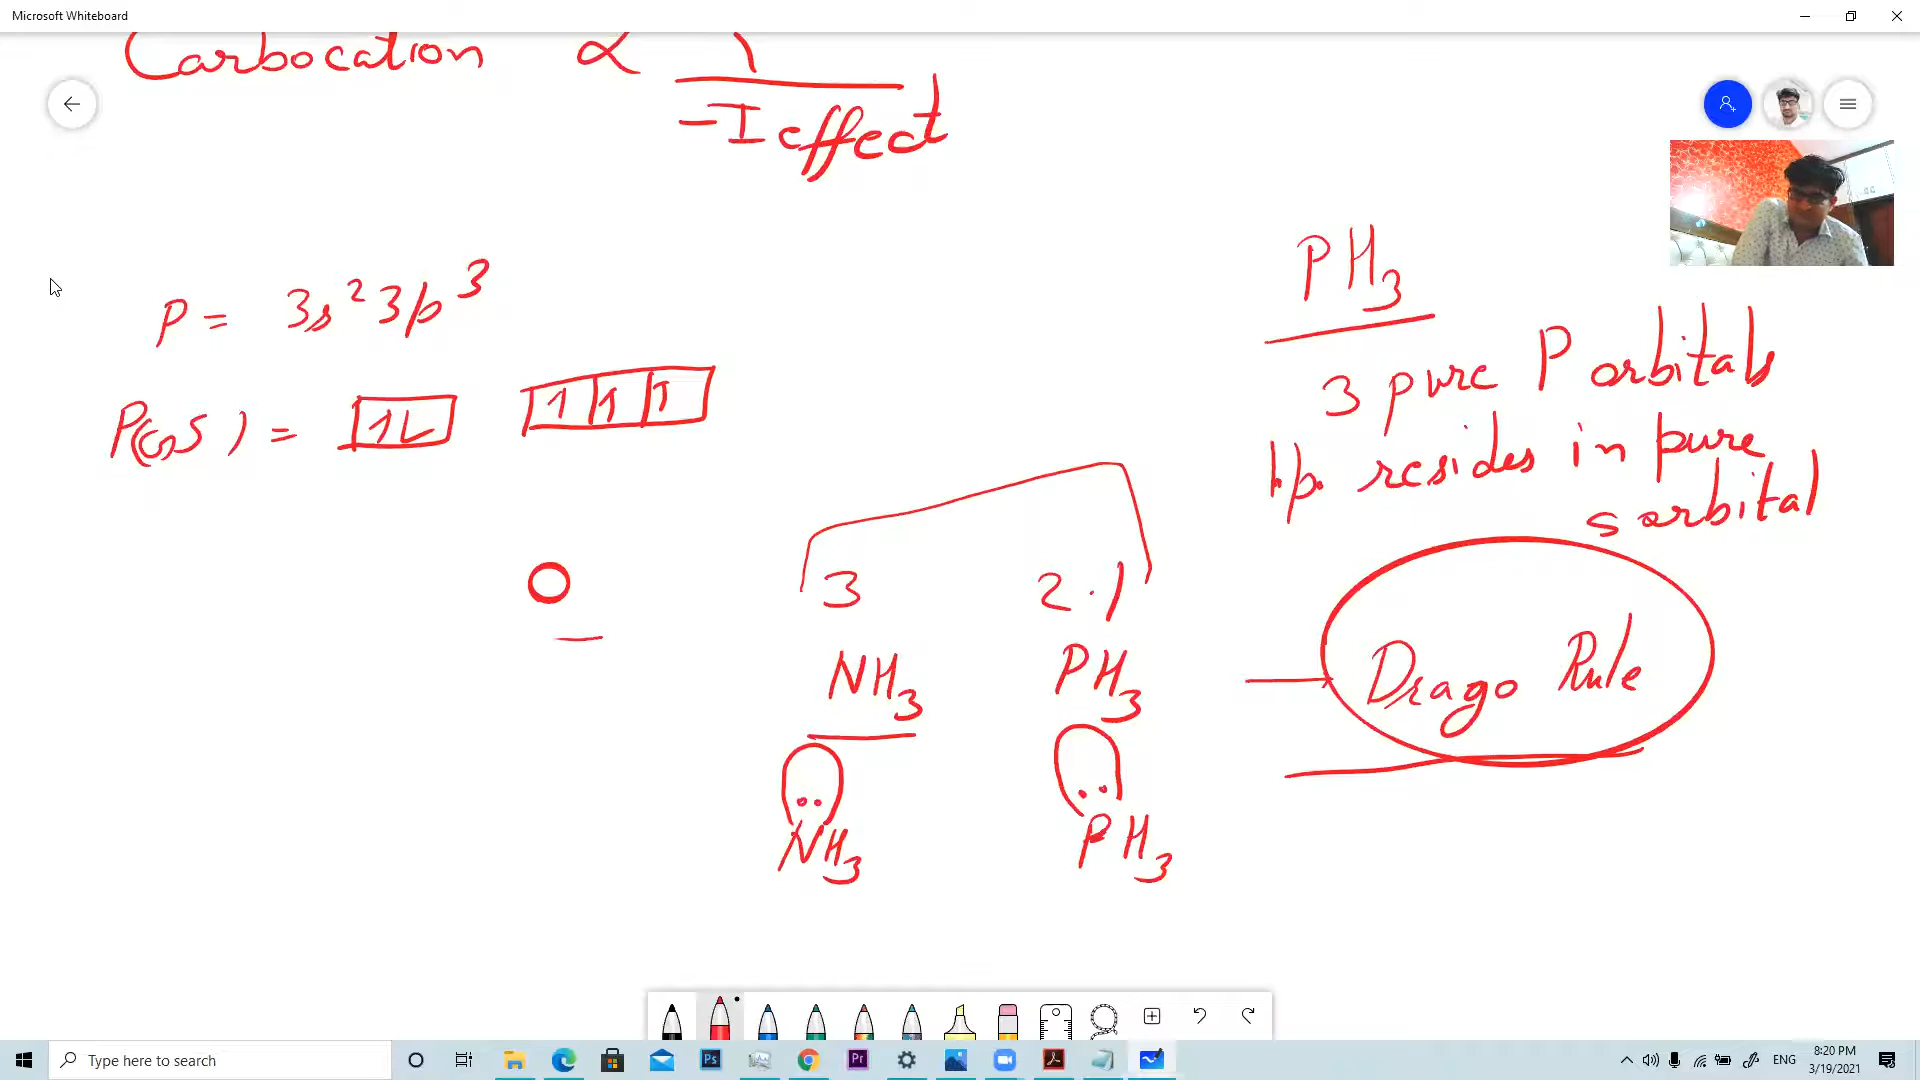 Microsoft Whiteboard
Carbocation ∝ 1
-I effect
P = 3s² 3p³
P(GS) = 1L 1 1 1
PH₃
3 pure P orbitals
l.p. resides in pure
s orbital
3 2.1
NH₃ PH₃
Drago Rule
NH₃ PH₃
Type here to search
ENG
8:20 PM
3/19/2021